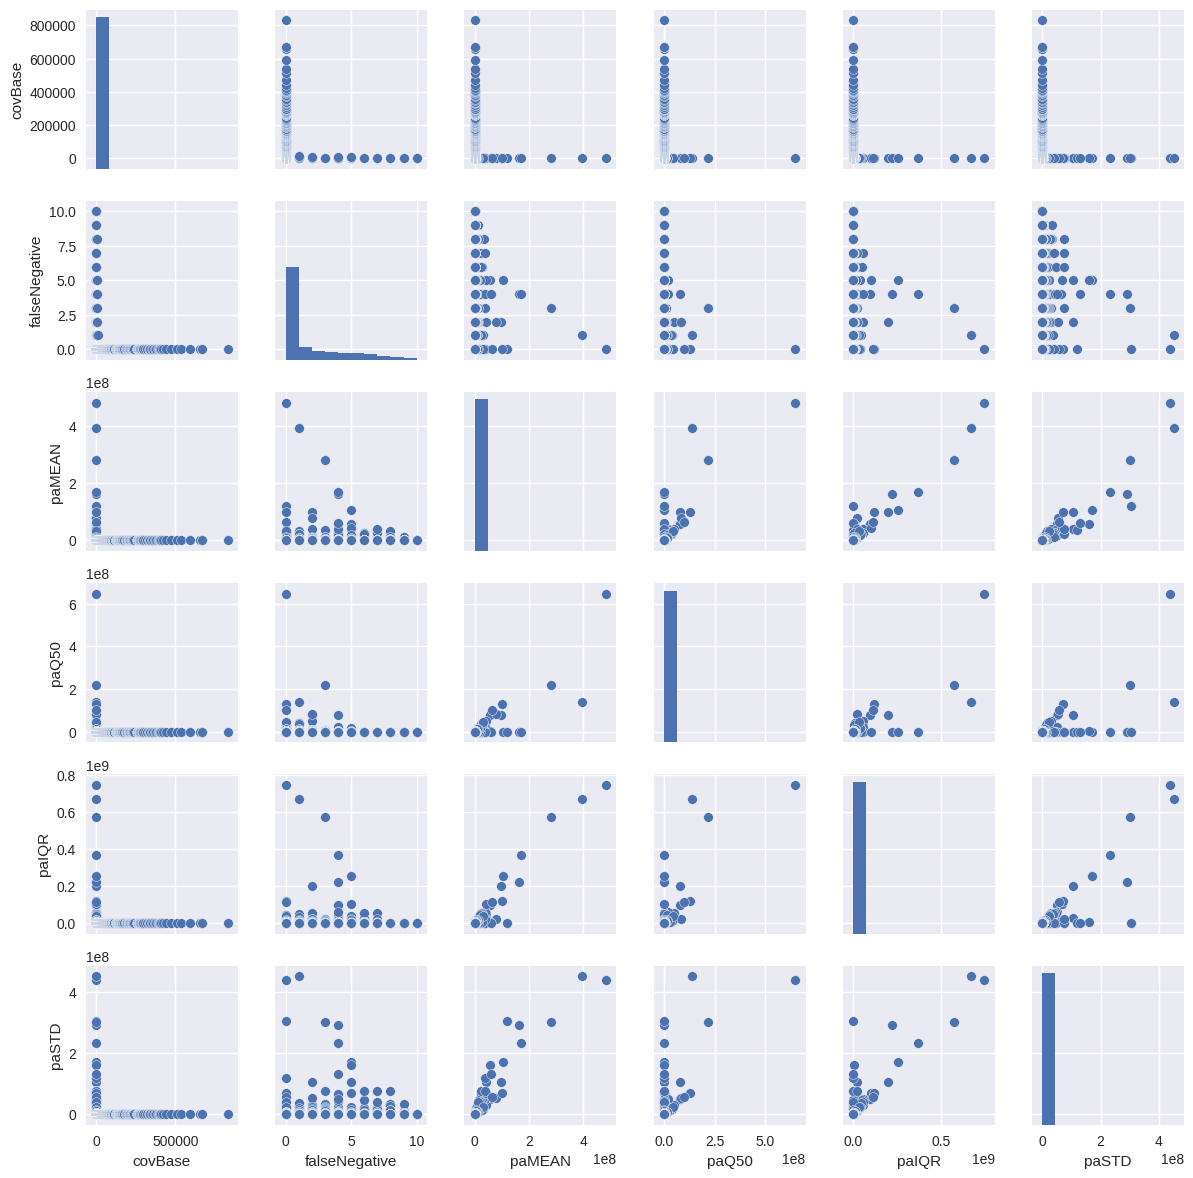 800000
600000
400000
200000
0
covBase
10.0
7.5
5.0
2.5
0.0
falseNegative
1e8
4
2
0
paMEAN
1e8
6
4
2
0
paQ50
1e9
0.8
0.6
0.4
0.2
0.0
paIQR
1e8
4
2
0
paSTD
0 500000
covBase
0 5 10
falseNegative
0 2 4
paMEAN 1e8
0.0 2.5 5.0
paQ50 1e8
0.0 0.5
paIQR 1e9
0 2 4
paSTD 1e8